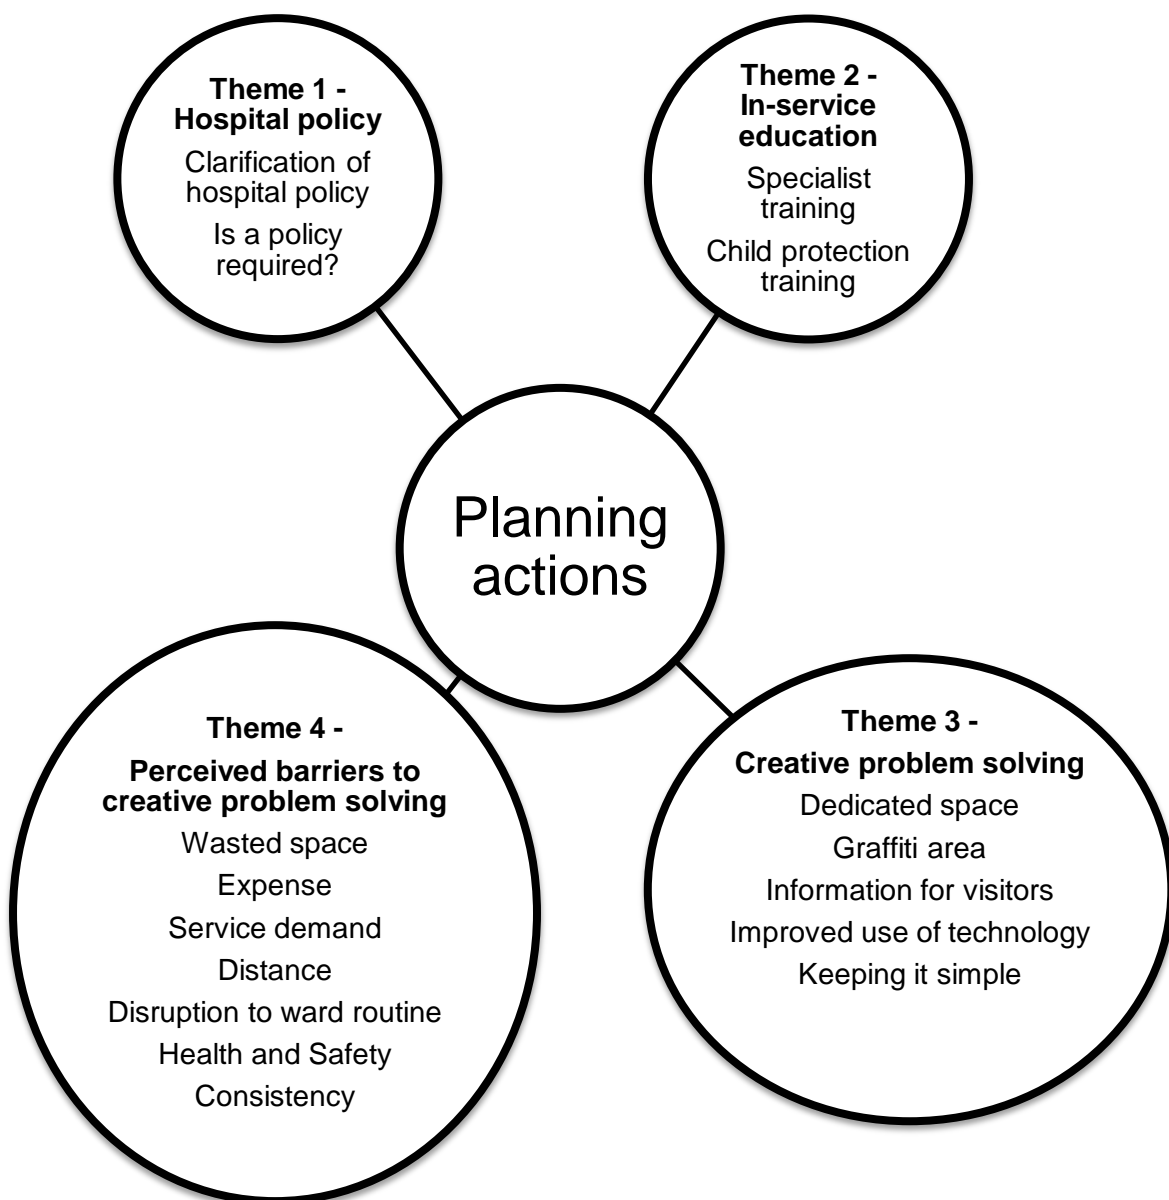 Theme 1 -
Hospital policy
Clarification of
hospital policy
Is a policy
required?
Theme 2 -
In-service
education
Specialist
training
Child protection
training
Planning
actions
Theme 4 -
Perceived barriers to
creative problem solving
Wasted space
Expense
Service demand
Distance
Disruption to ward routine
Health and Safety
Consistency
Theme 3 -
Creative problem solving
Dedicated space
Graffiti area
Information for visitors
Improved use of technology
Keeping it simple